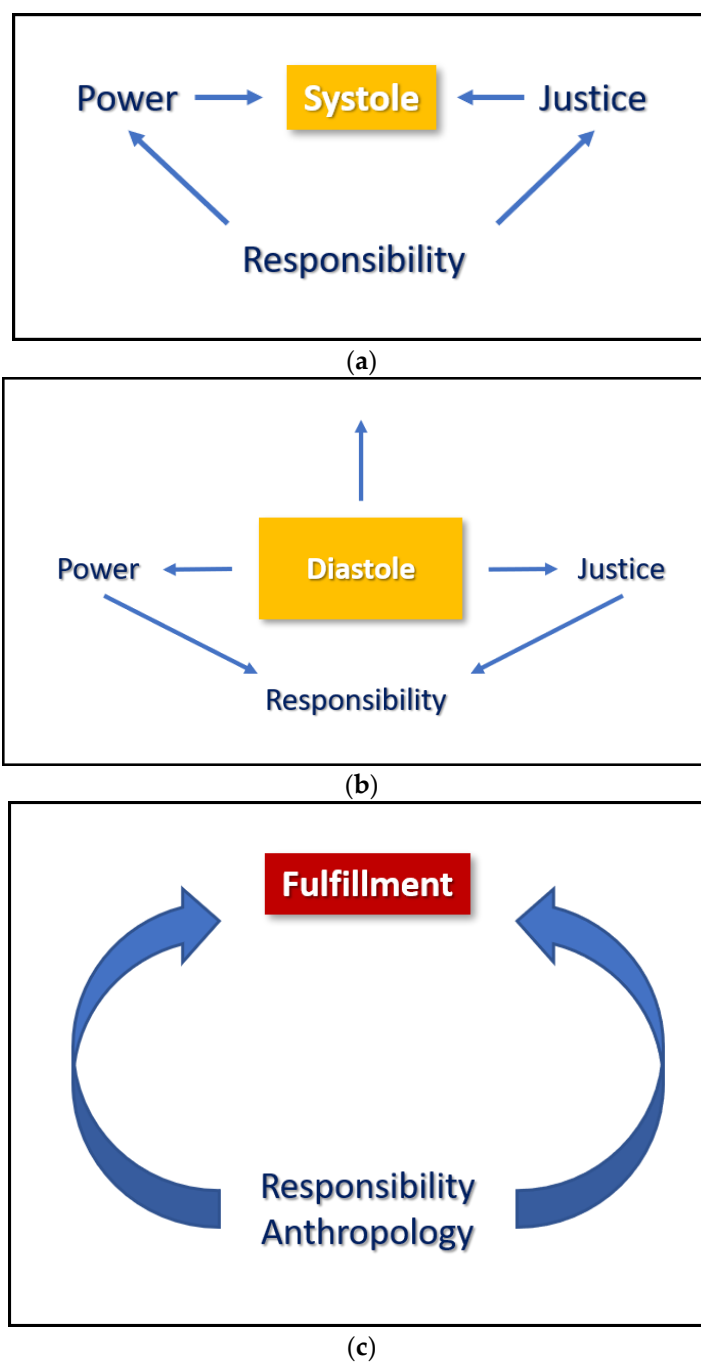 Power Systole Justice
Responsibility
(a)
Power Diastole Justice
Responsibility
(b)
Fulfillment
Responsibility
Anthropology
(c)